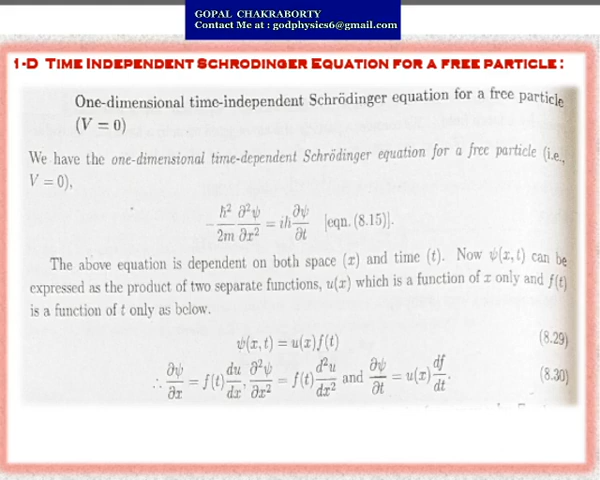 GOPAL CHAKRABORTY
Contact Me at : godphysics6@gmail.com
1-D TIME INDEPENDENT SCHRODINGER EQUATION FOR A FREE PARTICLE :
One-dimensional time-independent Schrödinger equation for a free particle
(V = 0)
We have the one-dimensional time-dependent Schrödinger equation for a free particle (i.e.,
V = 0),
-ħ²/2m ∂²ψ/∂x² = iħ ∂ψ/∂t [eqn. (8.15)].
The above equation is dependent on both space (x) and time (t). Now ψ(x, t) can be
expressed as the product of two separate functions, u(x) which is a function of x only and f(t)
is a function of t only as below.
ψ(x, t) = u(x)f(t) (8.29)
∴ ∂ψ/∂x = f(t) du/dx, ∂²ψ/∂x² = f(t) d²u/dx² and ∂ψ/∂t = u(x) df/dt. (8.30)